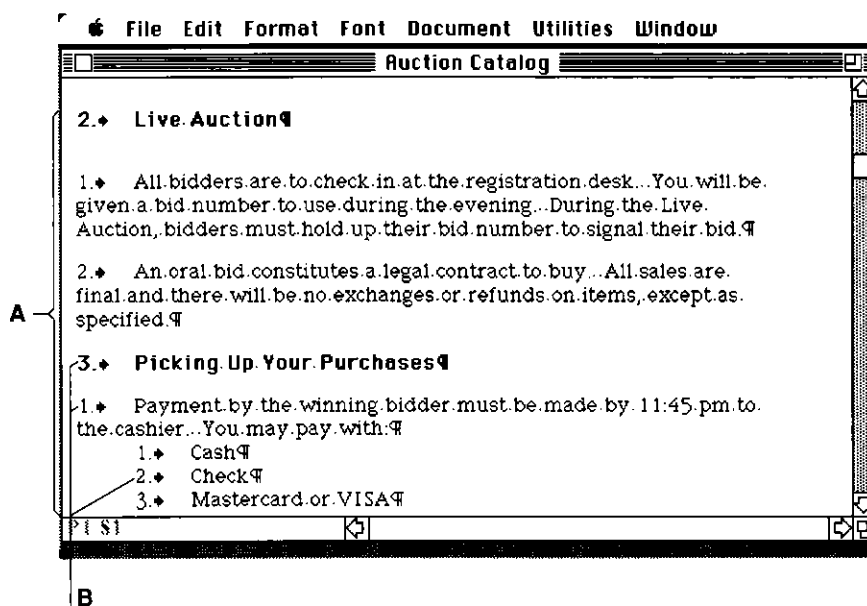 File Edit Format Font Document Utilities Window
Auction Catalog
2. Live Auction¶
1. All bidders are to check in at the registration desk. You will be
given a bid number to use during the evening. During the Live
Auction, bidders must hold up their bid number to signal their bid.¶
2. An oral bid constitutes a legal contract to buy. All sales are
final and there will be no exchanges or refunds on items, except as
specified.¶
A
3. Picking Up Your Purchases¶
1. Payment by the winning bidder must be made by 11:45 pm to
the cashier. You may pay with:¶
1. Cash¶
2. Check¶
3. Mastercard or VISA¶
P1 S1
B